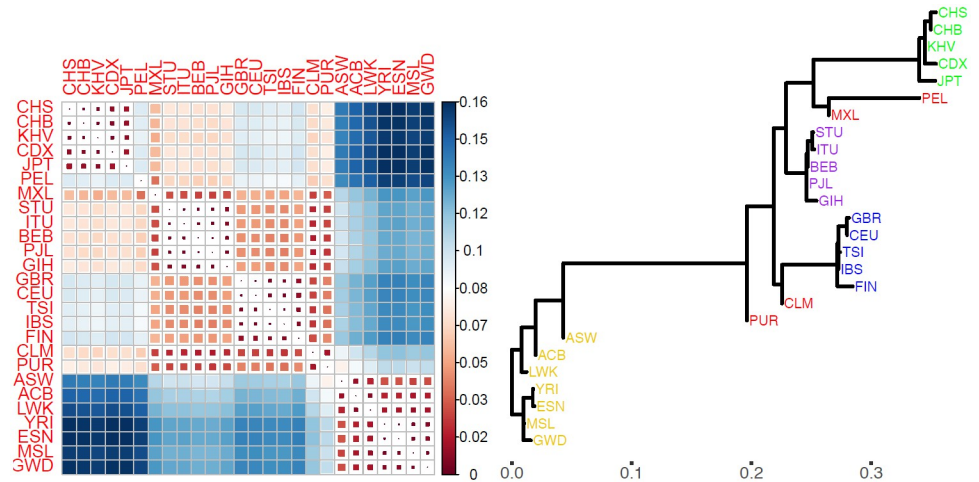 CHS CHB KHV CDX JPT PEL MXL STU ITU BEB PJL GIH GBR CEU TSI IBS FIN CLM PUR ASW ACB LWK YRI ESN MSL GWD
CHS
CHB
KHV
CDX
JPT
PEL
MXL
STU
ITU
BEB
PJL
GIH
GBR
CEU
TSI
IBS
FIN
CLM
PUR
ASW
ACB
LWK
YRI
ESN
MSL
GWD
0.16
0.15
0.13
0.12
0.1
0.08
0.07
0.05
0.03
0.02
0
CHS
CHB
KHV
CDX
JPT
PEL
MXL
STU
ITU
BEB
PJL
GIH
GBR
CEU
TSI
IBS
FIN
CLM
PUR
ASW
ACB
LWK
YRI
ESN
MSL
GWD
0.0 0.1 0.2 0.3